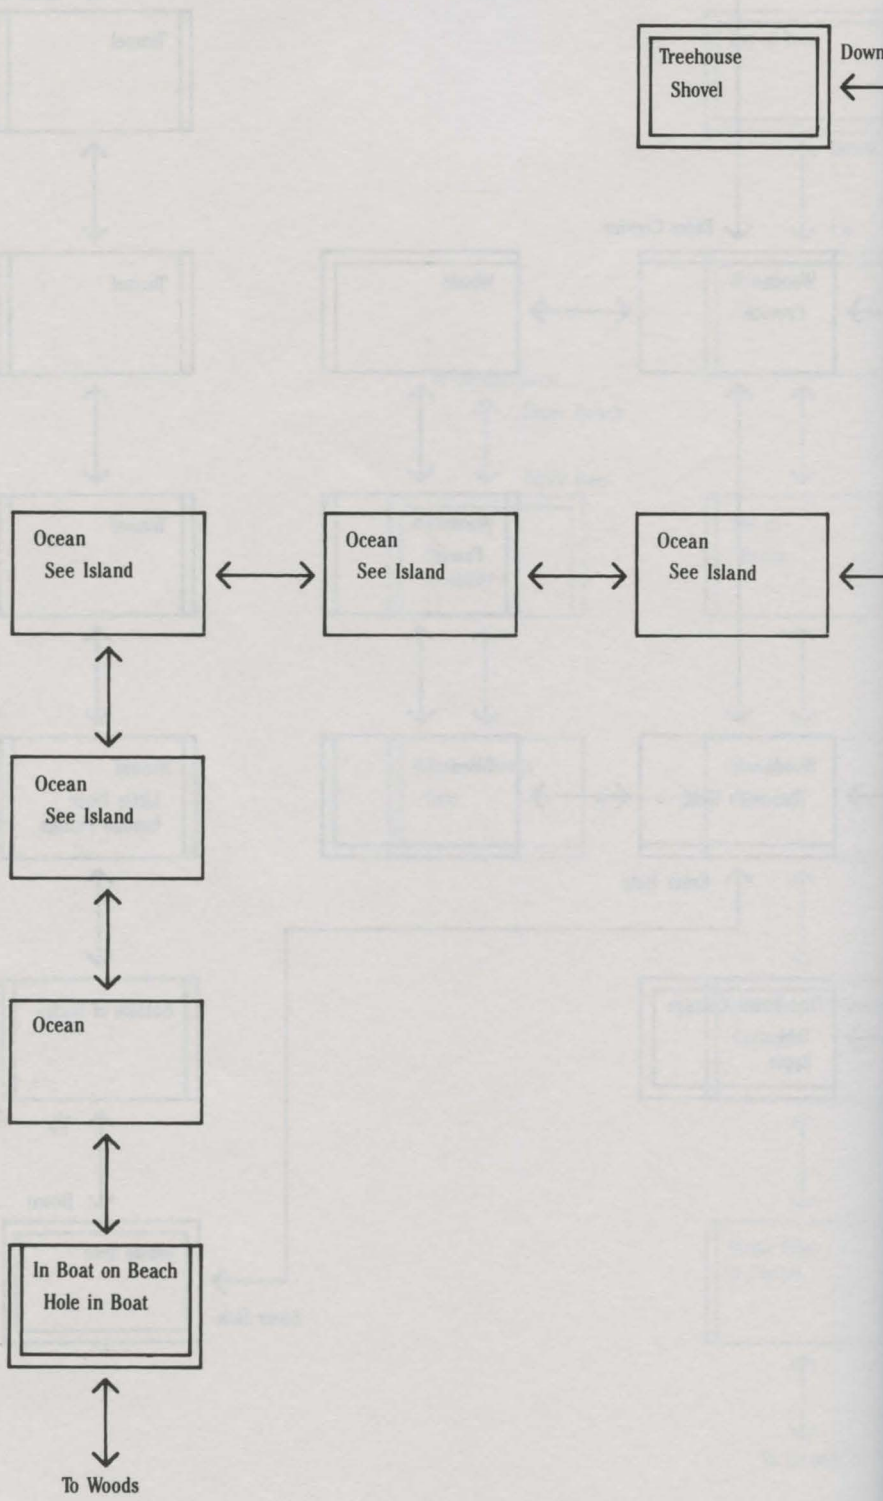 Treehouse
Shovel
Down
Ocean
See Island
Ocean
See Island
Ocean
See Island
Ocean
See Island
Ocean
In Boat on Beach
Hole in Boat
To Woods